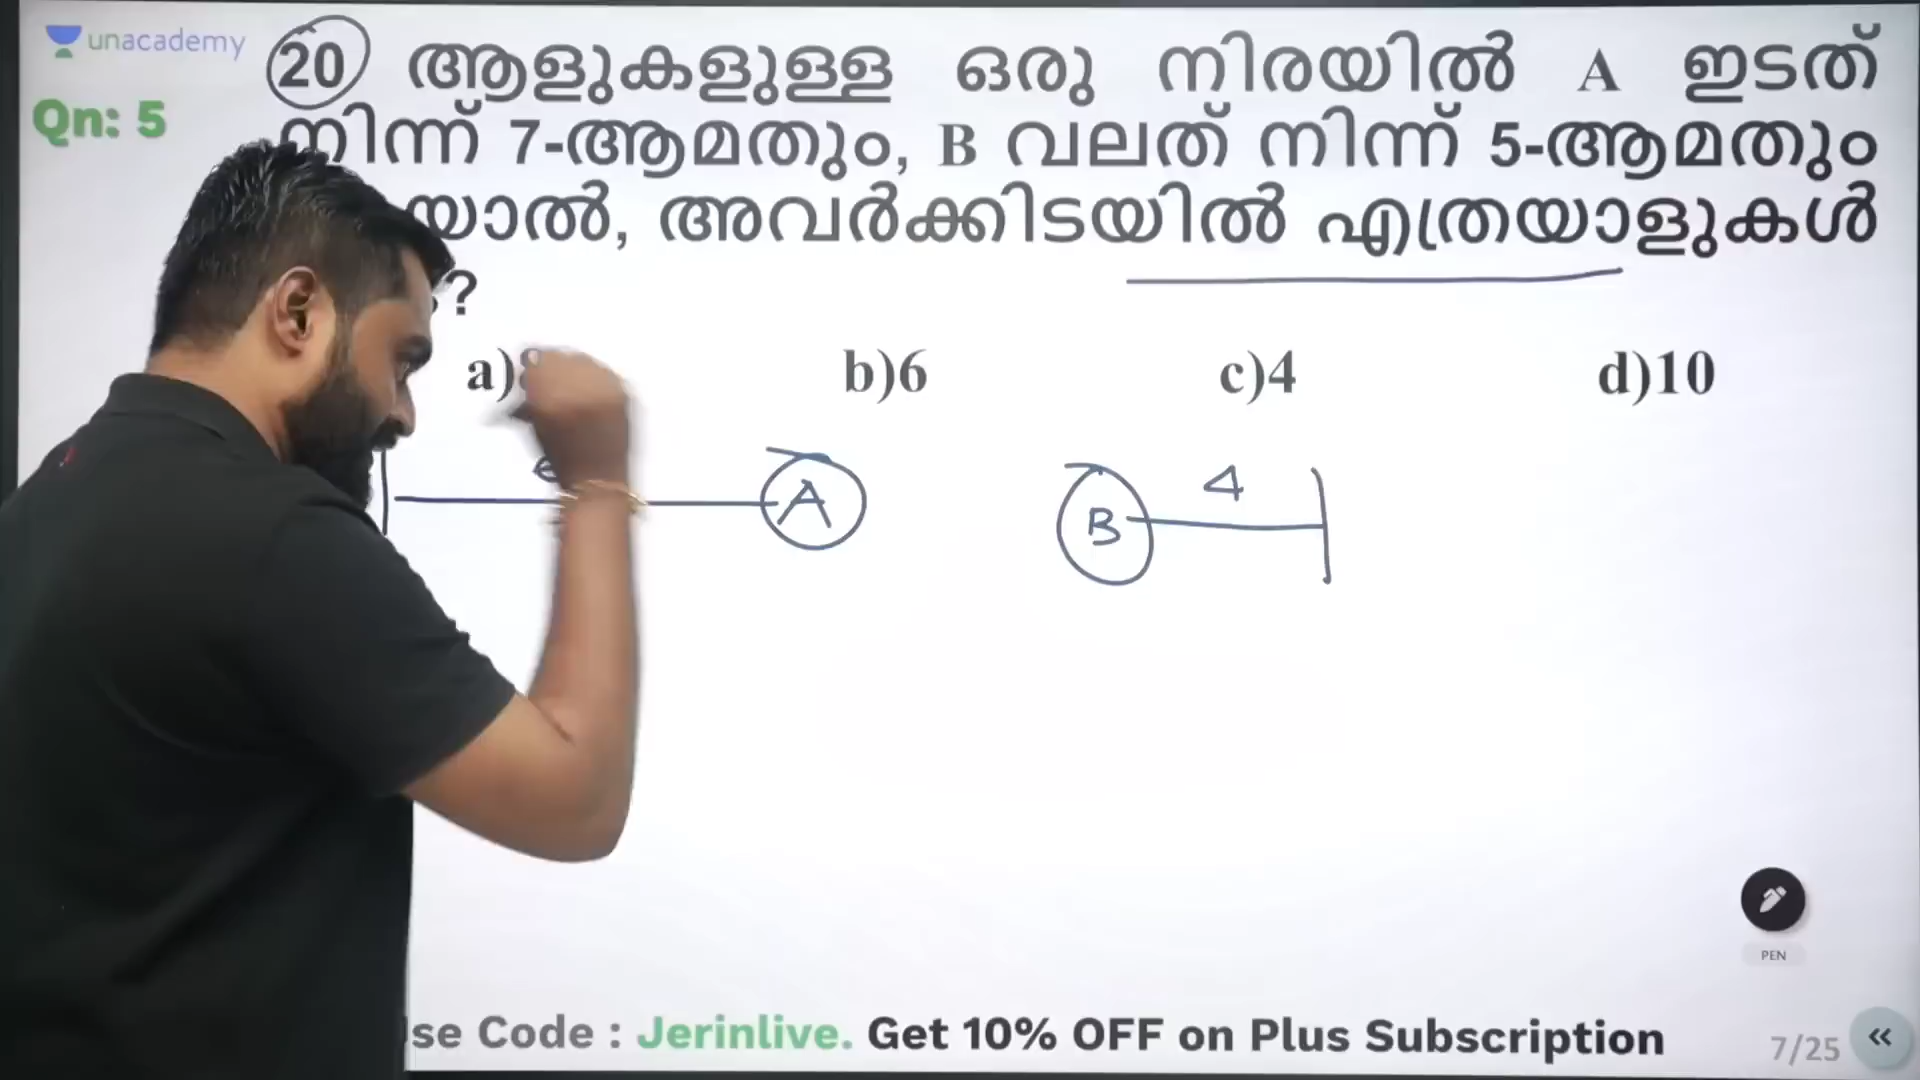 unacademy
Qn: 5
20 ആളുകളുള്ള ഒരു നിരയിൽ A ഇടത്
നിന്ന് 7-ആമതും, B വലത് നിന്ന് 5-ആമതും
യാൽ, അവർക്കിടയിൽ എത്രയാളുകൾ
?
a)8 b)6 c)4 d)10
A B 4
PEN
se Code : Jerinlive. Get 10% OFF on Plus Subscription
7/25 «